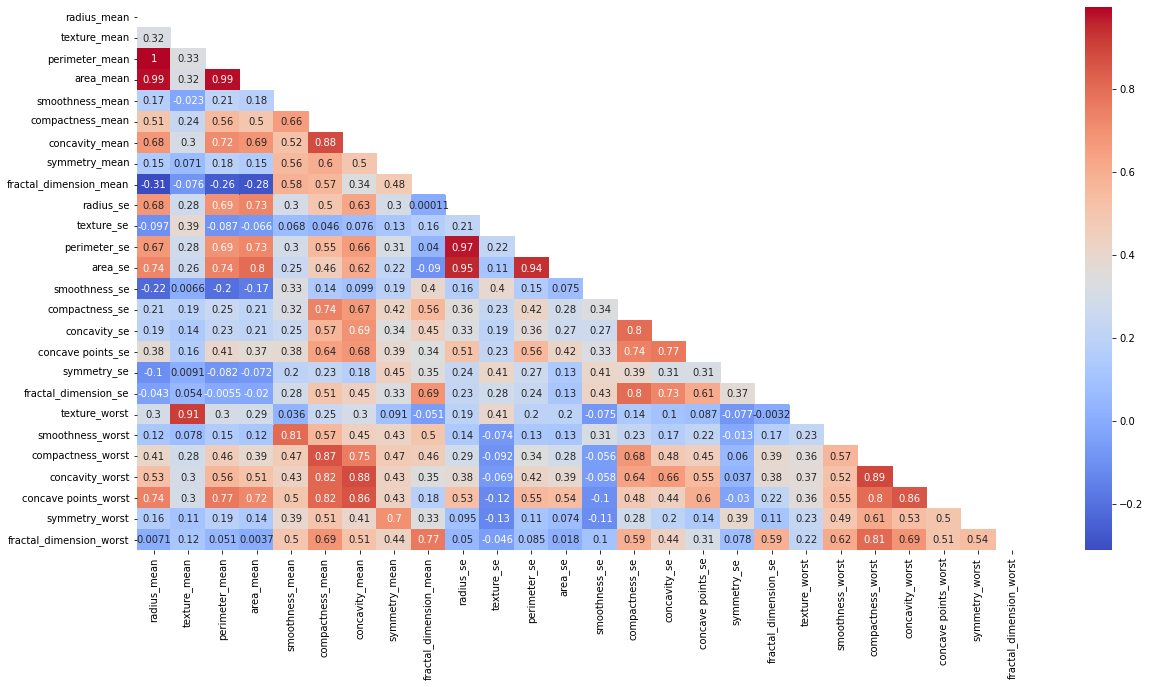 radius_mean
texture_mean 0.32
perimeter_mean 1 0.33
area_mean 0.99 0.32 0.99
smoothness_mean 0.17 -0.023 0.21 0.18
compactness_mean 0.51 0.24 0.56 0.5 0.66
concavity_mean 0.68 0.3 0.72 0.69 0.52 0.88
symmetry_mean 0.15 0.071 0.18 0.15 0.56 0.6 0.5
fractal_dimension_mean -0.31 -0.076 -0.26 -0.28 0.58 0.57 0.34 0.48
radius_se 0.68 0.28 0.69 0.73 0.3 0.5 0.63 0.3 0.00011
texture_se -0.097 0.39 -0.087 -0.066 0.068 0.046 0.076 0.13 0.16 0.21
perimeter_se 0.67 0.28 0.69 0.73 0.3 0.55 0.66 0.31 0.04 0.97 0.22
area_se 0.74 0.26 0.74 0.8 0.25 0.46 0.62 0.22 -0.09 0.95 0.11 0.94
smoothness_se -0.22 0.0066 -0.2 -0.17 0.33 0.14 0.099 0.19 0.4 0.16 0.4 0.15 0.075
compactness_se 0.21 0.19 0.25 0.21 0.32 0.74 0.67 0.42 0.56 0.36 0.23 0.42 0.28 0.34
concavity_se 0.19 0.14 0.23 0.21 0.25 0.57 0.69 0.34 0.45 0.33 0.19 0.36 0.27 0.27 0.8
concave points_se 0.38 0.16 0.41 0.37 0.38 0.64 0.68 0.39 0.34 0.51 0.23 0.56 0.42 0.33 0.74 0.77
symmetry_se -0.1 0.0091 -0.082 -0.072 0.2 0.23 0.18 0.45 0.35 0.24 0.41 0.27 0.13 0.41 0.39 0.31 0.31
fractal_dimension_se -0.043 0.054 -0.0055 -0.02 0.28 0.51 0.45 0.33 0.69 0.23 0.28 0.24 0.13 0.43 0.8 0.73 0.61 0.37
texture_worst 0.3 0.91 0.3 0.29 0.036 0.25 0.3 0.091 -0.051 0.19 0.41 0.2 0.2 -0.075 0.14 0.1 0.087 -0.077 -0.0032
smoothness_worst 0.12 0.078 0.15 0.12 0.81 0.57 0.45 0.43 0.5 0.14 -0.074 0.13 0.13 0.31 0.23 0.17 0.22 -0.013 0.17 0.23
compactness_worst 0.41 0.28 0.46 0.39 0.47 0.87 0.75 0.47 0.46 0.29 -0.092 0.34 0.28 -0.056 0.68 0.48 0.45 0.06 0.39 0.36 0.57
concavity_worst 0.53 0.3 0.56 0.51 0.43 0.82 0.88 0.43 0.35 0.38 -0.069 0.42 0.39 -0.058 0.64 0.66 0.55 0.037 0.38 0.37 0.52 0.89
concave points_worst 0.74 0.3 0.77 0.72 0.5 0.82 0.86 0.43 0.18 0.53 -0.12 0.55 0.54 -0.1 0.48 0.44 0.6 -0.03 0.22 0.36 0.55 0.8 0.86
symmetry_worst 0.16 0.11 0.19 0.14 0.39 0.51 0.41 0.7 0.33 0.095 -0.13 0.11 0.074 -0.11 0.28 0.2 0.14 0.39 0.11 0.23 0.49 0.61 0.53 0.5
fractal_dimension_worst 0.0071 0.12 0.051 0.0037 0.5 0.69 0.51 0.44 0.77 0.05 -0.046 0.085 0.018 0.1 0.59 0.44 0.31 0.078 0.59 0.22 0.62 0.81 0.69 0.51 0.54
radius_mean
texture_mean
perimeter_mean
area_mean
smoothness_mean
compactness_mean
concavity_mean
symmetry_mean
fractal_dimension_mean
radius_se
texture_se
perimeter_se
area_se
smoothness_se
compactness_se
concavity_se
concave points_se
symmetry_se
fractal_dimension_se
texture_worst
smoothness_worst
compactness_worst
concavity_worst
concave points_worst
symmetry_worst
fractal_dimension_worst
0.8
0.6
0.4
0.2
0.0
−0.2